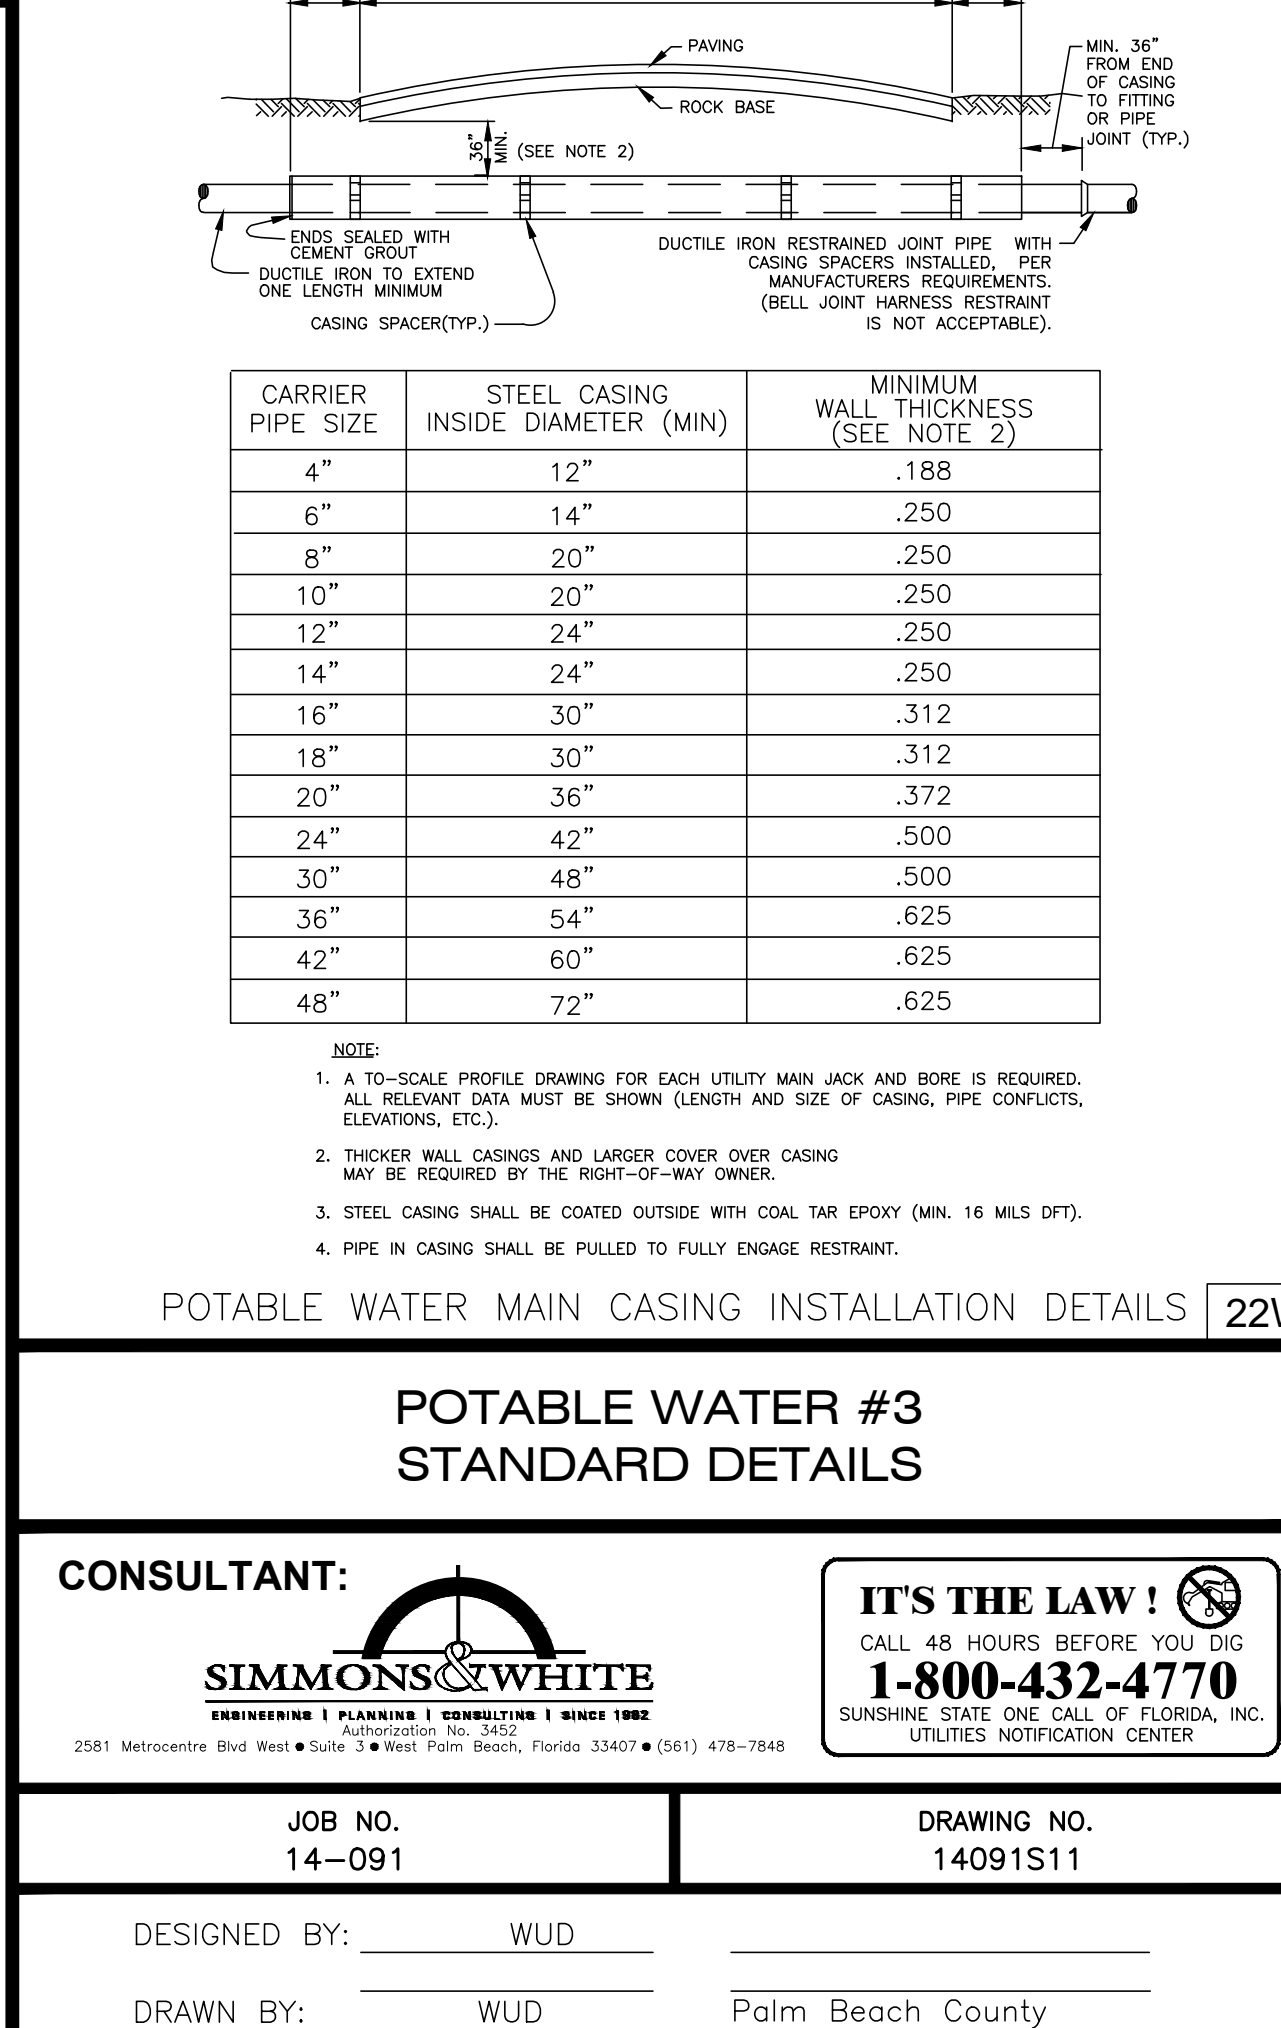 PAVING
ROCK BASE
MIN. 36"
FROM END
OF CASING
TO FITTING
OR PIPE
JOINT (TYP.)
36"
MIN.
(SEE NOTE 2)
ENDS SEALED WITH
CEMENT GROUT
DUCTILE IRON TO EXTEND
ONE LENGTH MINIMUM
CASING SPACER(TYP.)
DUCTILE IRON RESTRAINED JOINT PIPE WITH
CASING SPACERS INSTALLED, PER
MANUFACTURERS REQUIREMENTS.
(BELL JOINT HARNESS RESTRAINT
IS NOT ACCEPTABLE).
CARRIER
PIPE SIZE
STEEL CASING
INSIDE DIAMETER (MIN)
MINIMUM
WALL THICKNESS
(SEE NOTE 2)
4" 12" .188
6" 14" .250
8" 20" .250
10" 20" .250
12" 24" .250
14" 24" .250
16" 30" .312
18" 30" .312
20" 36" .372
24" 42" .500
30" 48" .500
36" 54" .625
42" 60" .625
48" 72" .625
NOTE:
1. A TO-SCALE PROFILE DRAWING FOR EACH UTILITY MAIN JACK AND BORE IS REQUIRED.
ALL RELEVANT DATA MUST BE SHOWN (LENGTH AND SIZE OF CASING, PIPE CONFLICTS,
ELEVATIONS, ETC.).
2. THICKER WALL CASINGS AND LARGER COVER OVER CASING
MAY BE REQUIRED BY THE RIGHT-OF-WAY OWNER.
3. STEEL CASING SHALL BE COATED OUTSIDE WITH COAL TAR EPOXY (MIN. 16 MILS DFT).
4. PIPE IN CASING SHALL BE PULLED TO FULLY ENGAGE RESTRAINT.
POTABLE WATER MAIN CASING INSTALLATION DETAILS 22W
POTABLE WATER #3
STANDARD DETAILS
CONSULTANT:
SIMMONS & WHITE
ENGINEERING | PLANNING | CONSULTING | SINCE 1982
Authorization No. 3452
2581 Metrocentre Blvd West ● Suite 3 ● West Palm Beach, Florida 33407 ● (561) 478-7848
IT'S THE LAW !
CALL 48 HOURS BEFORE YOU DIG
1-800-432-4770
SUNSHINE STATE ONE CALL OF FLORIDA, INC.
UTILITIES NOTIFICATION CENTER
JOB NO.
14-091
DRAWING NO.
14091S11
DESIGNED BY: WUD
DRAWN BY: WUD
Palm Beach County